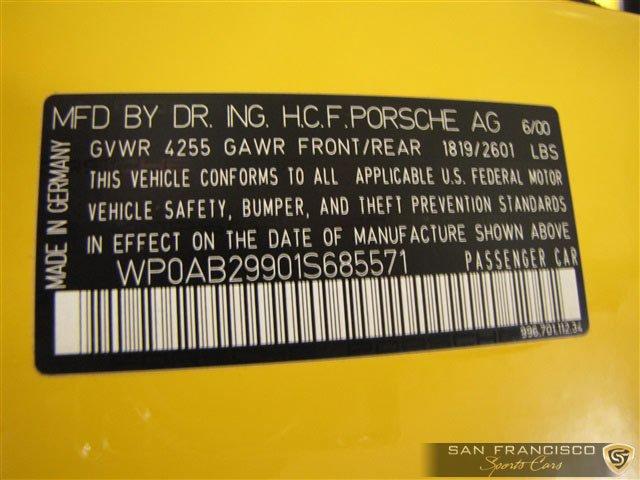 MFD BY DR. ING. H.C.F. PORSCHE AG 6/00
GVWR 4255 GAWR FRONT/REAR 1819/2601 LBS
THIS VEHICLE CONFORMS TO ALL APPLICABLE U.S. FEDERAL MOTOR
VEHICLE SAFETY, BUMPER, AND THEFT PREVENTION STANDARDS
IN EFFECT ON THE DATE OF MANUFACTURE SHOWN ABOVE
WP0AB29901S685571 PASSENGER CAR
MADE IN GERMANY
996.701.112.34
SAN FRANCISCO
Sports Cars